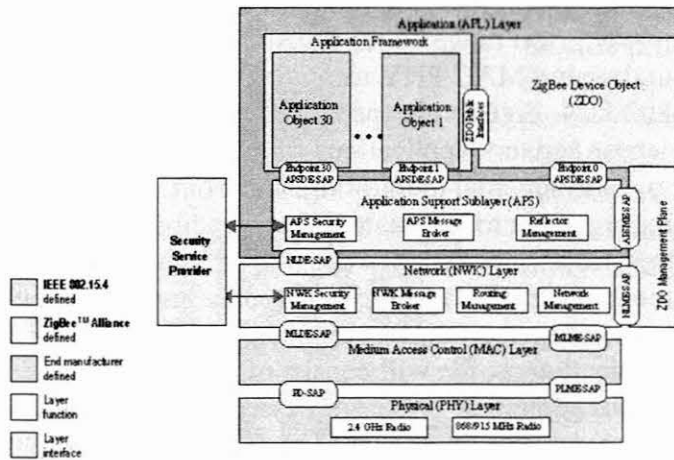 Application (APL) Layer
Application Framework
Application
Object 30
...
Application
Object 1
ZDO Public
Interfaces
ZigBee Device Object
(ZDO)
Endpoint 30
APSDE-SAP
Endpoint 1
APSDE-SAP
Endpoint 0
APSDE-SAP
Application Support Sublayer (APS)
APS Security
Management
APS Message
Broker
Reflector
Management
APSME-SAP
ZDO Management Plane
Security
Service
Provider
NLDE-SAP
Network (NWK) Layer
NWK Security
Management
NWK Message
Broker
Routing
Management
Network
Management
NLME-SAP
MLDE-SAP
MLME-SAP
Medium Access Control (MAC) Layer
PD-SAP
PLME-SAP
Physical (PHY) Layer
2.4 GHz Radio
868/915 MHz Radio
IEEE 802.15.4
defined
ZigBee™ Alliance
defined
End manufacturer
defined
Layer
function
Layer
interface